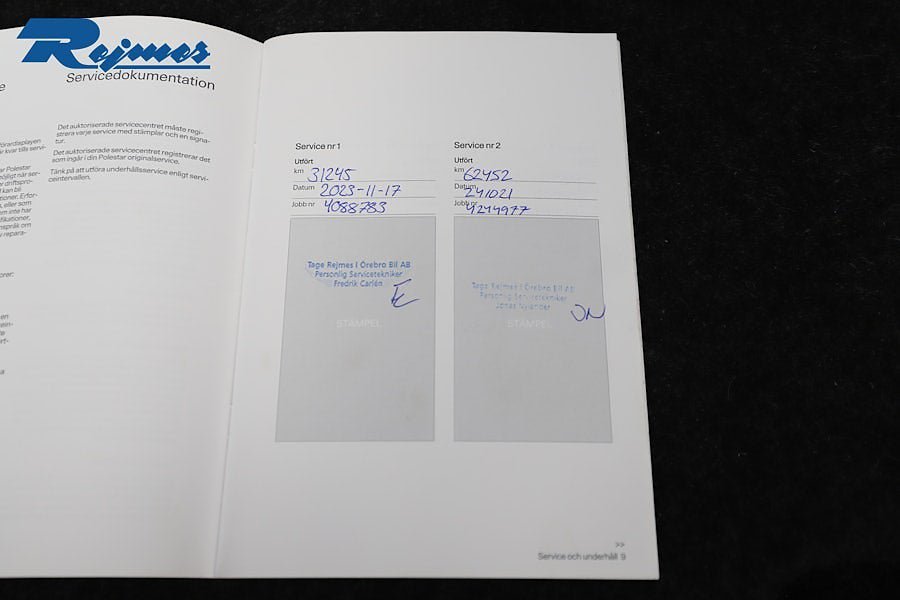 Rejmes
Servicedokumentation
Det auktoriserade servicecentret måste regi-
strera varje service med stämplar och en signa-
tur.
Det auktoriserade servicecentret registrerar det
som ingår i din Polestar originalservice.
Tänk på att utföra underhållsservice enligt servi-
ceintervallen.
Service nr 1
Utfört
km 31245
Datum 2023-11-17
Jobb nr 4088783
Tage Rejmes i Örebro Bil AB
Personlig Servicetekniker
Fredrik Carlén
STÄMPEL
Service nr 2
Utfört
km 62452
Datum 241021
Jobb nr 4214977
Tage Rejmes i Örebro Bil AB
Personlig Servicetekniker
Jonas Nylander
JN
STÄMPEL
>>
Service och underhåll 9